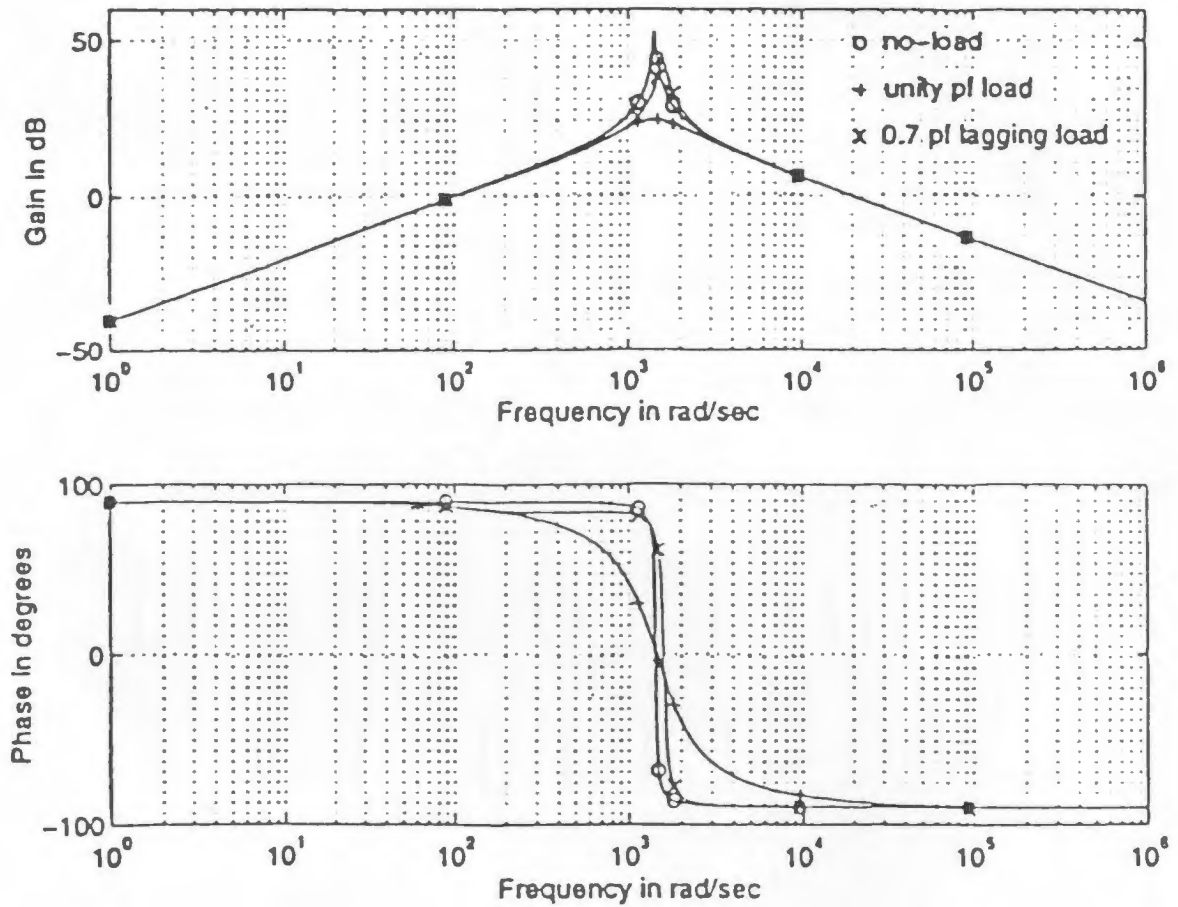 50
o no-load
+ unity pf load
x 0.7 pf lagging load
0
-50
Gain in dB
10⁰ 10¹ 10² 10³ 10⁴ 10⁵ 10⁶
Frequency in rad/sec
100
0
-100
Phase in degrees
10⁰ 10¹ 10² 10³ 10⁴ 10⁵ 10⁶
Frequency in rad/sec